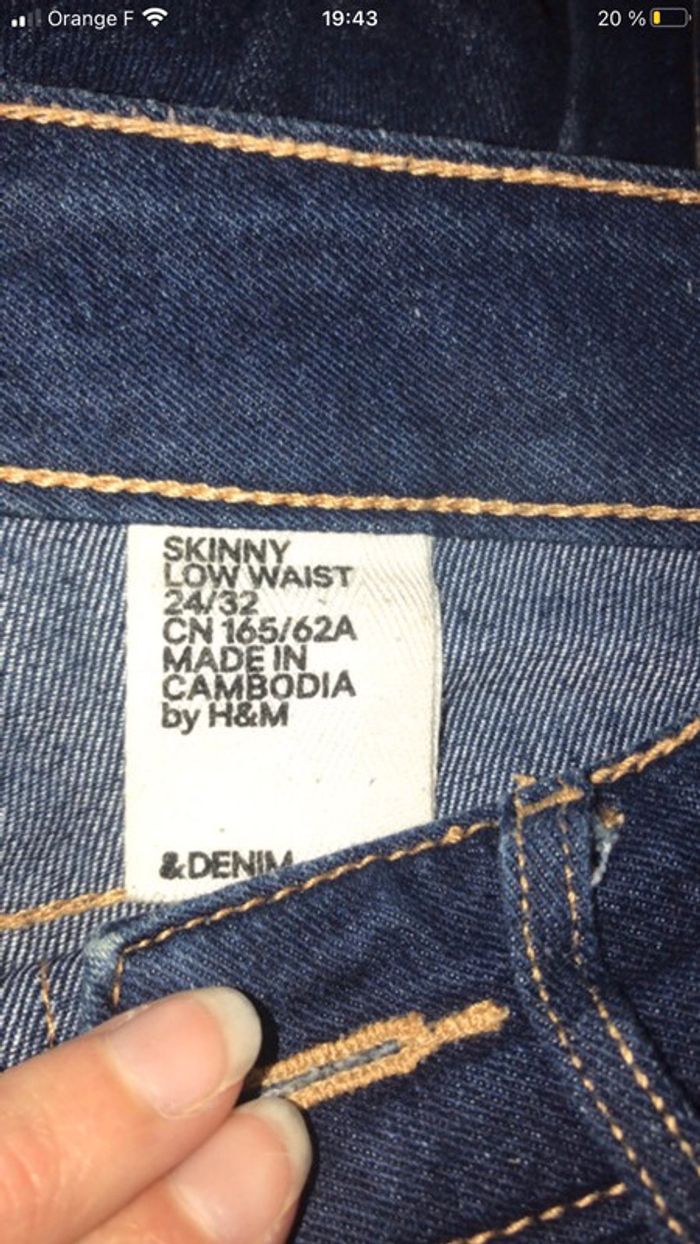 Orange F 19:43 20 %
SKINNY
LOW WAIST
24/32
CN 165/62A
MADE IN
CAMBODIA
by H&M
& DENIM